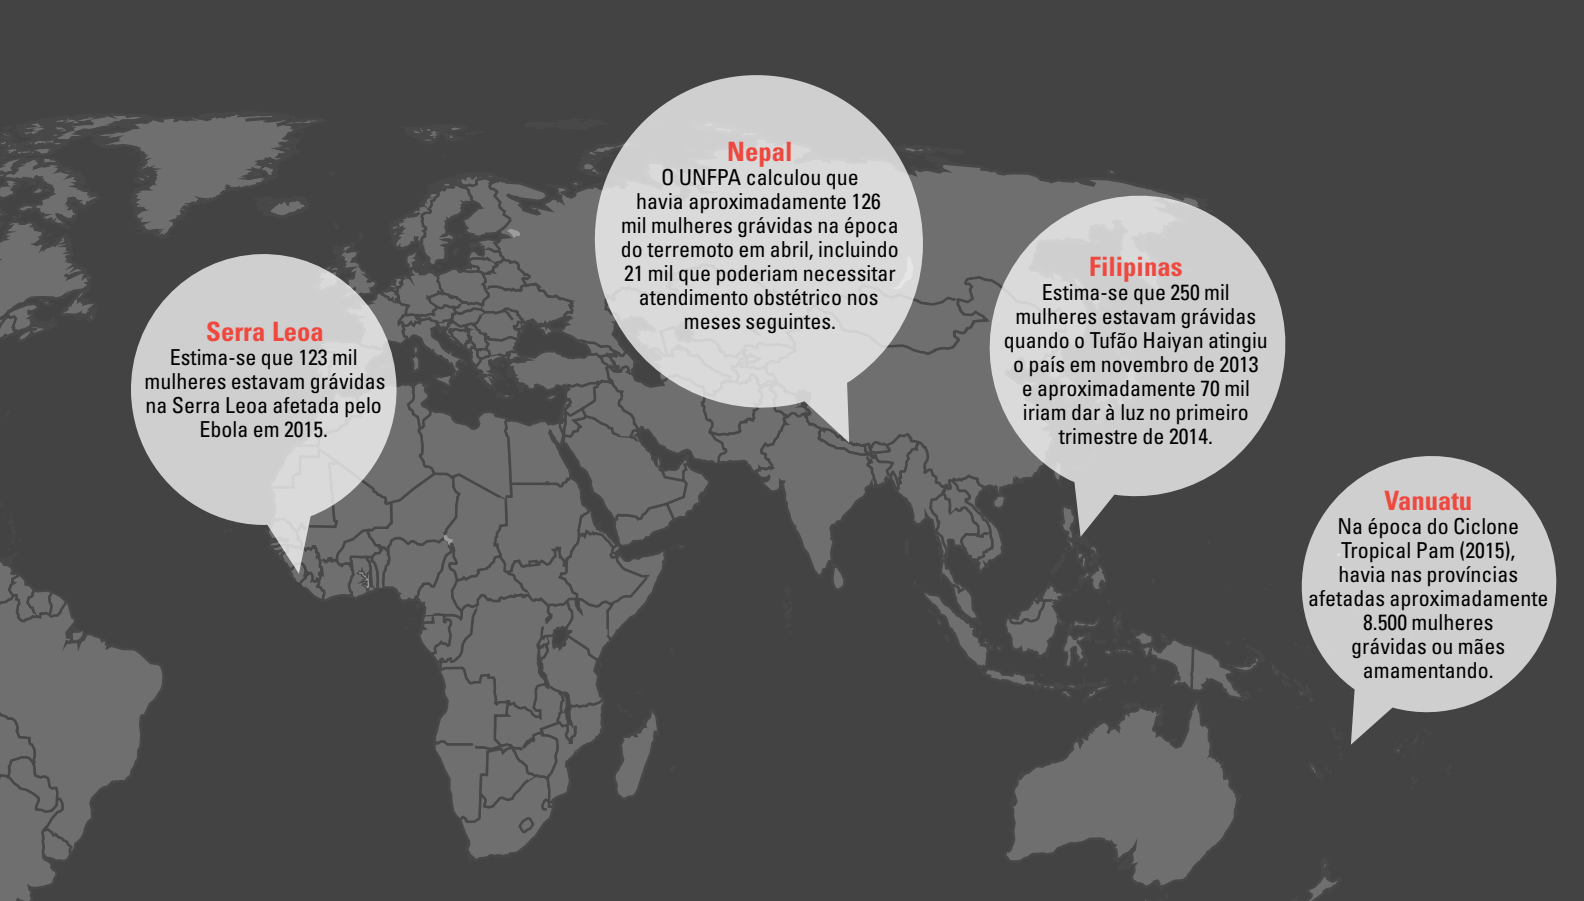 Nepal
O UNFPA calculou que
havia aproximadamente 126
mil mulheres grávidas na época
do terremoto em abril, incluindo
21 mil que poderiam necessitar
atendimento obstétrico nos
meses seguintes.
Filipinas
Estima-se que 250 mil
mulheres estavam grávidas
quando o Tufão Haiyan atingiu
o país em novembro de 2013
e aproximadamente 70 mil
iriam dar à luz no primeiro
trimestre de 2014.
Serra Leoa
Estima-se que 123 mil
mulheres estavam grávidas
na Serra Leoa afetada pelo
Ebola em 2015.
Vanuatu
Na época do Ciclone
Tropical Pam (2015),
havia nas províncias
afetadas aproximadamente
8.500 mulheres
grávidas ou mães
amamentando.